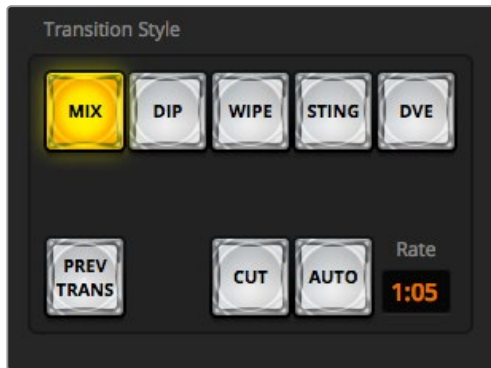 Transition Style
MIX DIP WIPE STING DVE
PREV
TRANS
CUT AUTO
Rate
1:05